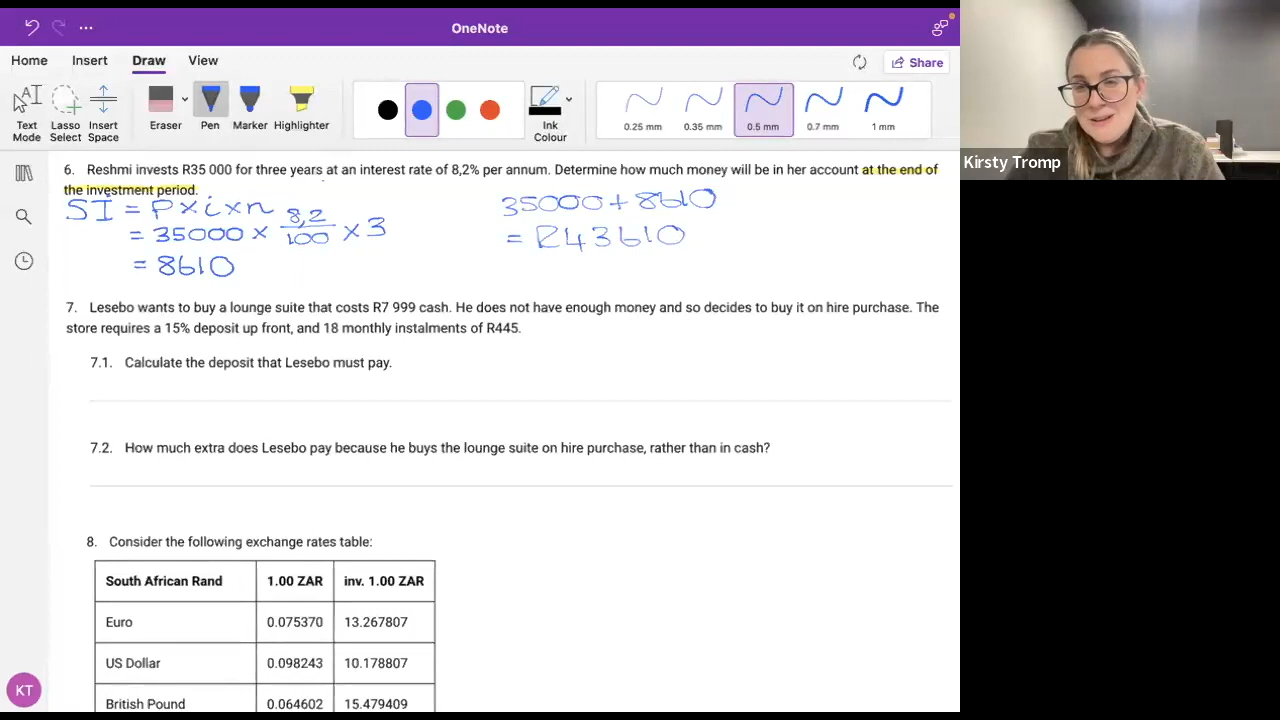 OneNote
Home Insert Draw View Share
Text Mode Lasso Select Insert Space Eraser Pen Marker Highlighter Ink Colour 0.25 mm 0.35 mm 0.5 mm 0.7 mm 1 mm
Kirsty Tromp
6. Reshmi invests R35 000 for three years at an interest rate of 8,2% per annum. Determine how much money will be in her account at the end of
the investment period.
SI = P × i × n
= 35000 × 8,2/100 × 3
= 8610
35000 + 8610
= R43610
7. Lesebo wants to buy a lounge suite that costs R7 999 cash. He does not have enough money and so decides to buy it on hire purchase. The
store requires a 15% deposit up front, and 18 monthly instalments of R445.
7.1. Calculate the deposit that Lesebo must pay.
7.2. How much extra does Lesebo pay because he buys the lounge suite on hire purchase, rather than in cash?
8. Consider the following exchange rates table:
South African Rand 1.00 ZAR inv. 1.00 ZAR
Euro 0.075370 13.267807
US Dollar 0.098243 10.178807
British Pound 0.064602 15.479409
KT